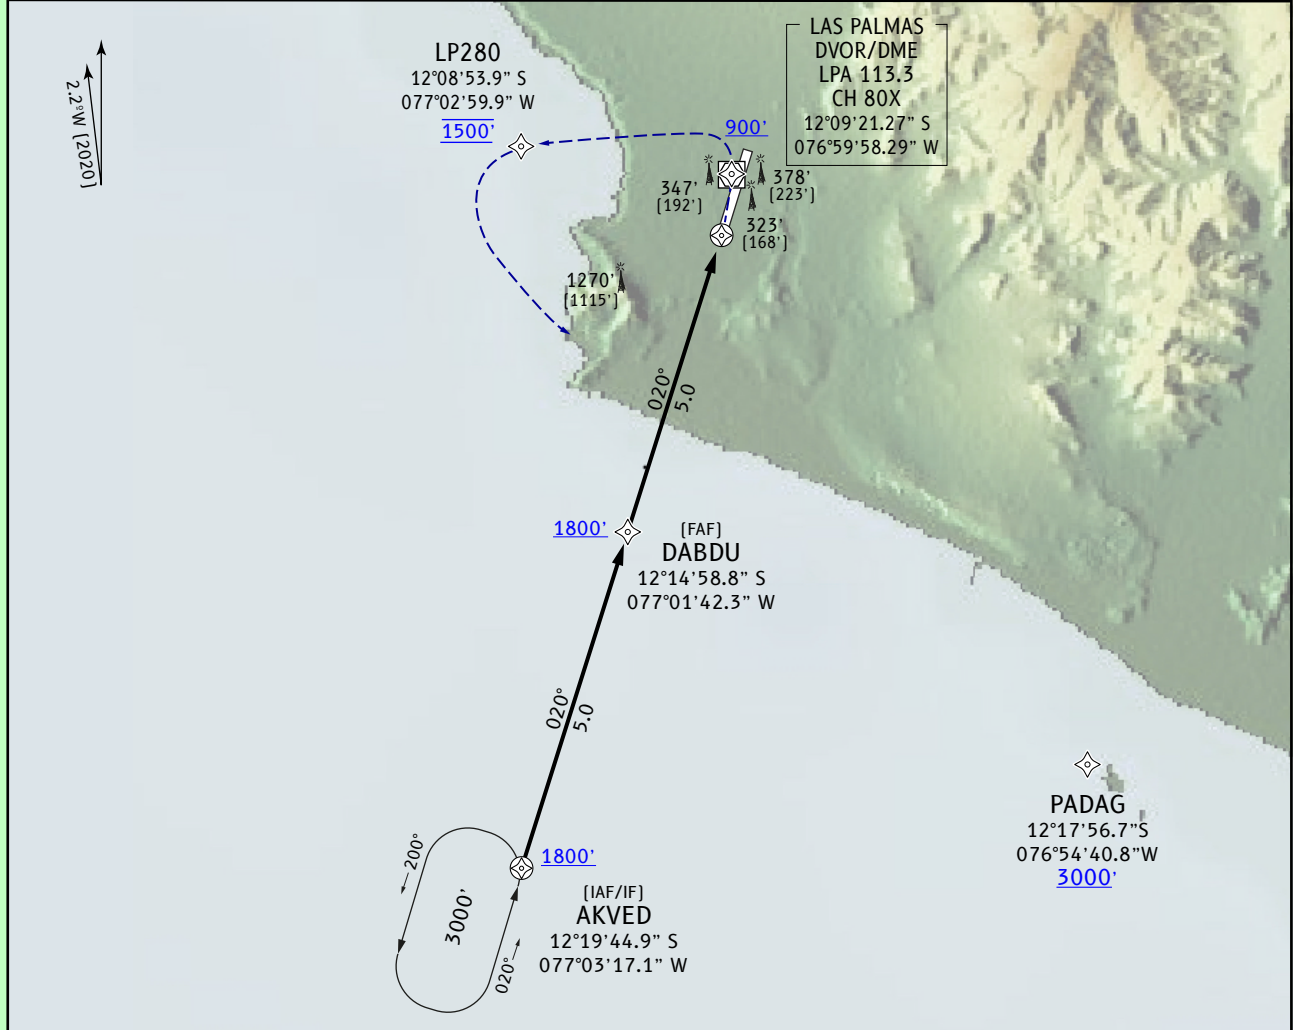 2.2°W [2020]
LP280
12°08’53.9” S
077°02’59.9” W
1500’
900’
LAS PALMAS
DVOR/DME
LPA 113.3
CH 80X
12°09’21.27” S
076°59’58.29” W
347’
[192’]
378’
[223’]
323’
[168’]
1270’
[1115’]
020°
5.0
1800’
[FAF]
DABDU
12°14’58.8” S
077°01’42.3” W
020°
5.0
PADAG
12°17’56.7”S
076°54’40.8”W
3000’
200°
3000’
020°
1800’
[IAF/IF]
AKVED
12°19’44.9” S
077°03’17.1” W